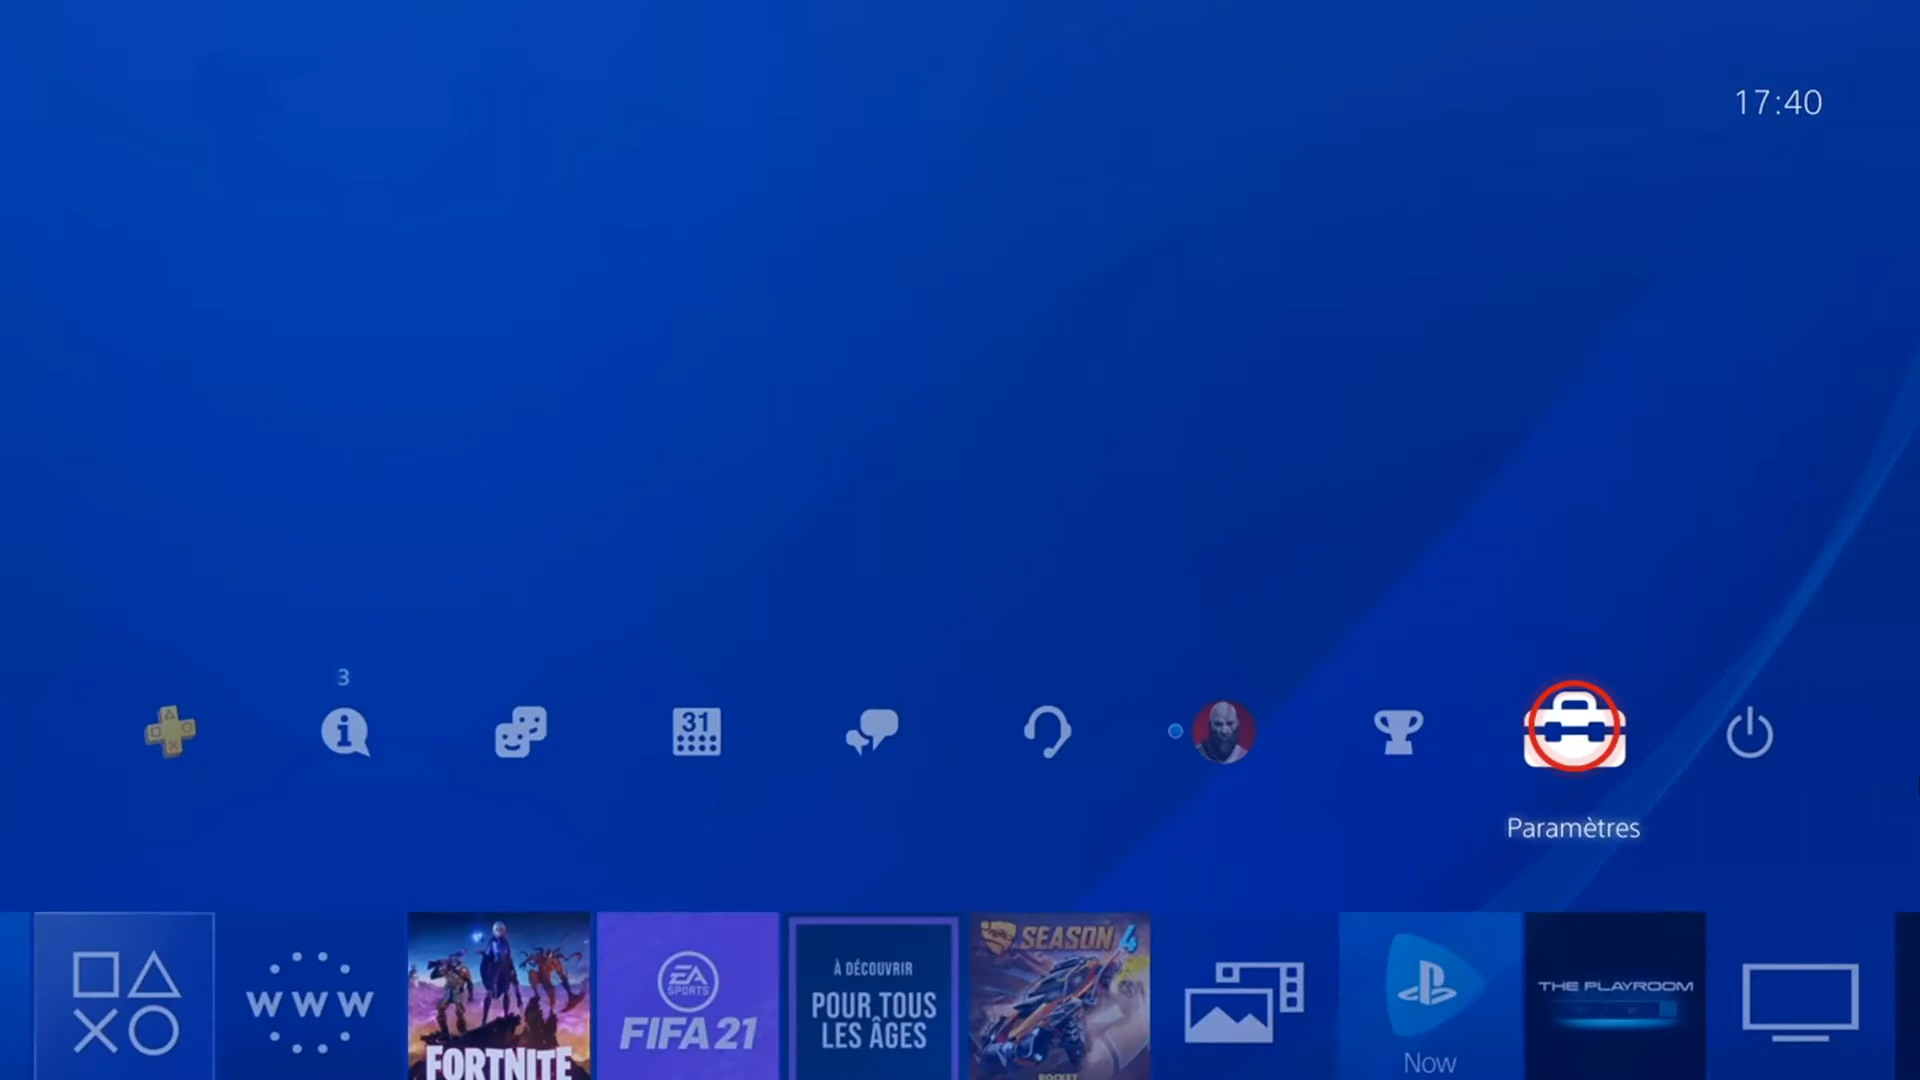 17:40
3
31
Paramètres
WWW
FORTNITE
EA
SPORTS
FIFA 21
À DÉCOUVRIR
POUR TOUS
LES ÂGES
SEASON 4
ROCKET
Now
THE PLAYROOM